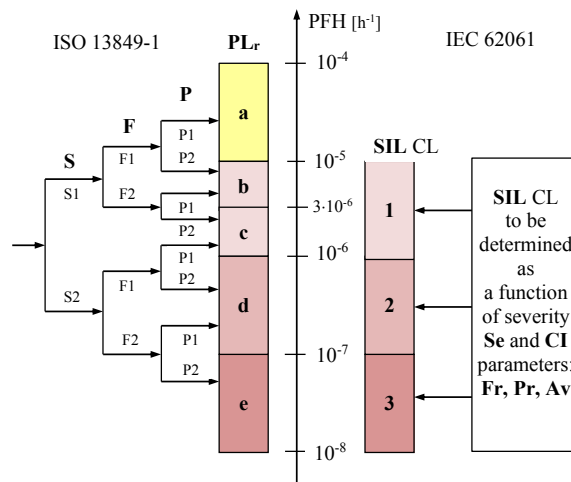 ISO 13849-1
PLr
PFH [h-1]
IEC 62061
S
F
P
S1
S2
F1
F2
F1
F2
P1
P2
P1
P2
P1
P2
P1
P2
a
b
c
d
e
10-4
10-5
3·10-6
10-6
10-7
10-8
SIL CL
1
2
3
SIL CL
to be
determined
as
a function
of severity
Se and CI
parameters:
Fr, Pr, Av